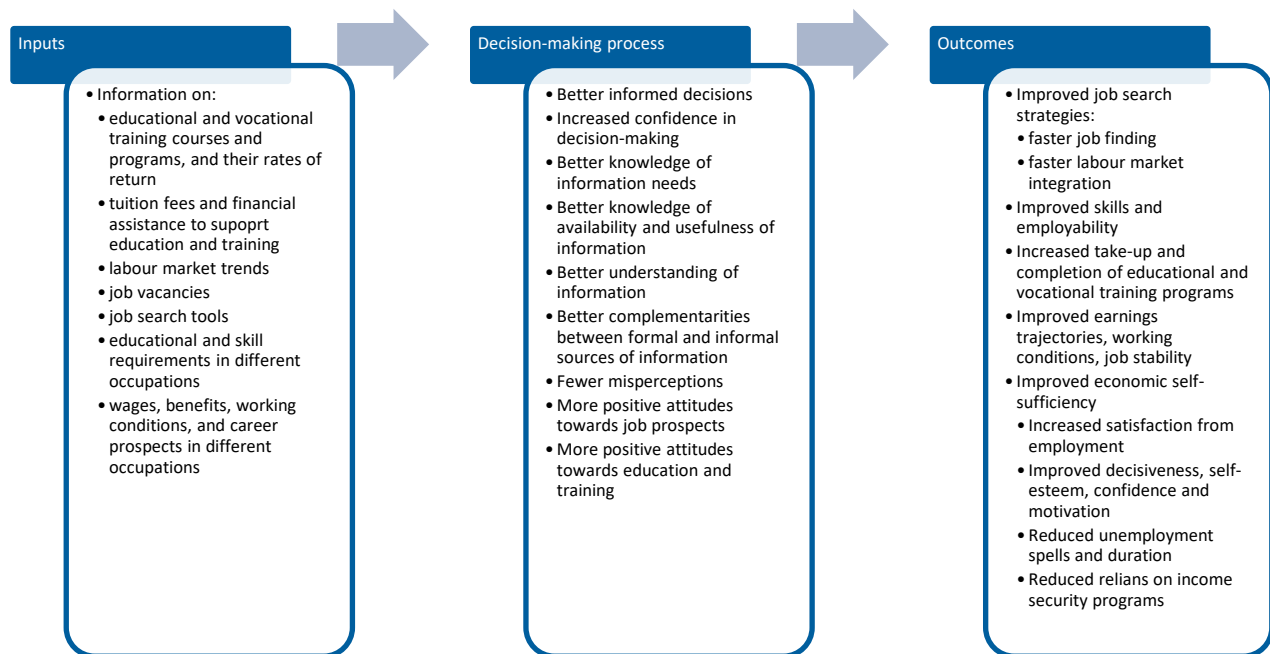 Inputs
• Information on:
• educational and vocational
training courses and
programs, and their rates of
return
• tuition fees and financial
assistance to supoprt
education and training
• labour market trends
• job vacancies
• job search tools
• educational and skill
requirements in different
occupations
• wages, benefits, working
conditions, and career
prospects in different
occupations
Decision-making process
• Better informed decisions
• Increased confidence in
decision-making
• Better knowledge of
information needs
• Better knowledge of
availability and usefulness of
information
• Better understanding of
information
• Better complementarities
between formal and informal
sources of information
• Fewer misperceptions
• More positive attitudes
towards job prospects
• More positive attitudes
towards education and
training
Outcomes
• Improved job search
strategies:
• faster job finding
• faster labour market
integration
• Improved skills and
employability
• Increased take-up and
completion of educational and
vocational training programs
• Improved earnings
trajectories, working
conditions, job stability
• Improved economic self-
sufficiency
• Increased satisfaction from
employment
• Improved decisiveness, self-
esteem, confidence and
motivation
• Reduced unemployment
spells and duration
• Reduced relians on income
security programs